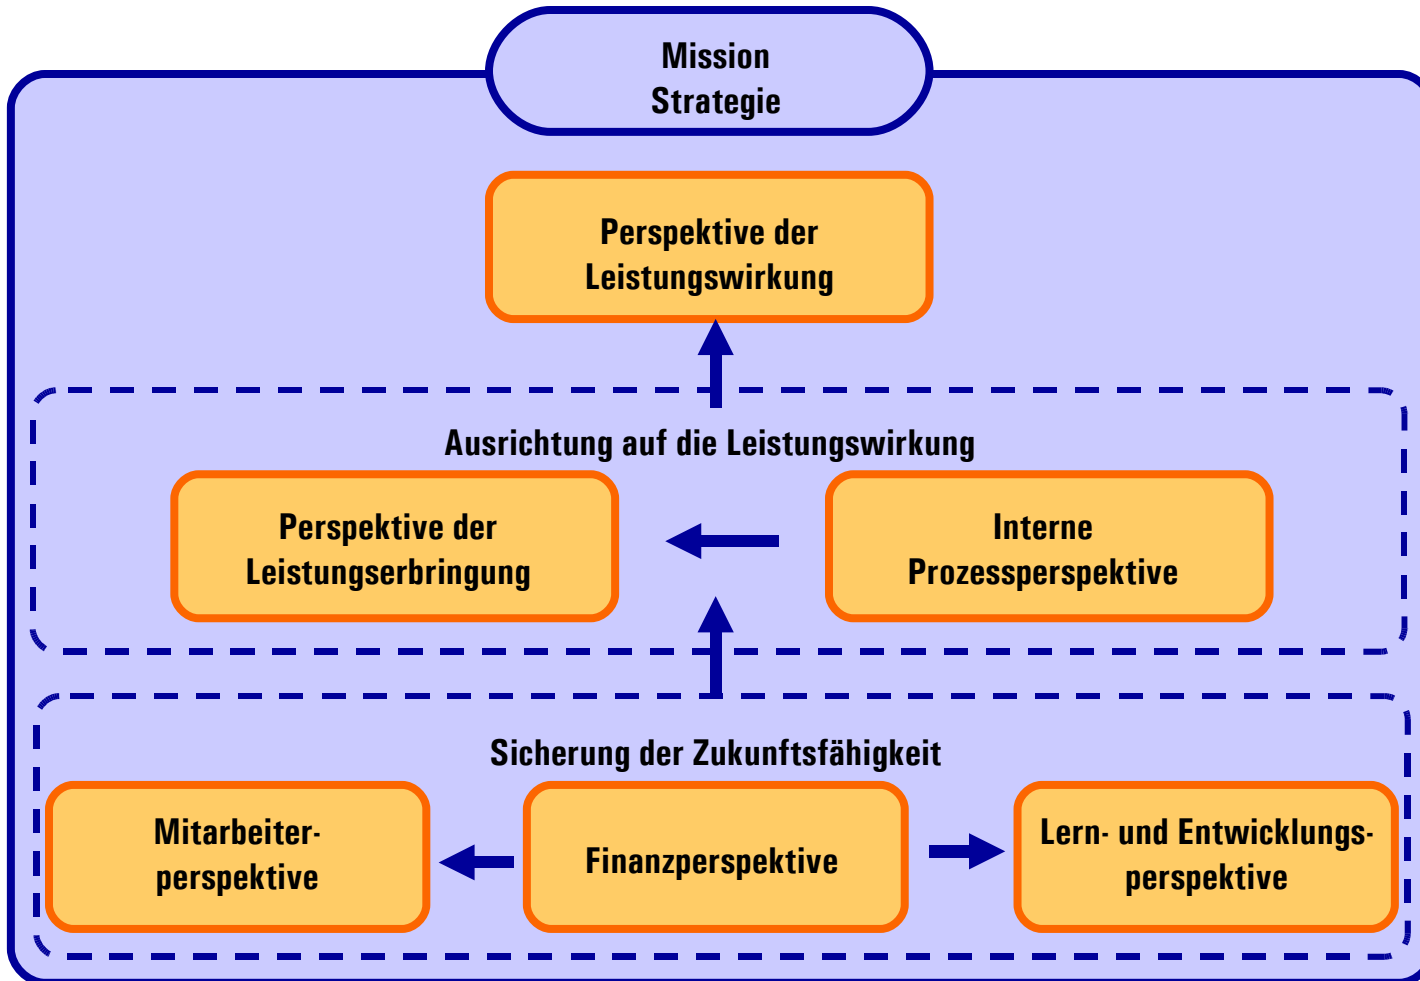 Mission
Strategie
Perspektive der
Leistungswirkung
Ausrichtung auf die Leistungswirkung
Perspektive der
Leistungserbringung
Interne
Prozessperspektive
Sicherung der Zukunftsfähigkeit
Mitarbeiter-
perspektive
Finanzperspektive
Lern- und Entwicklungs-
perspektive